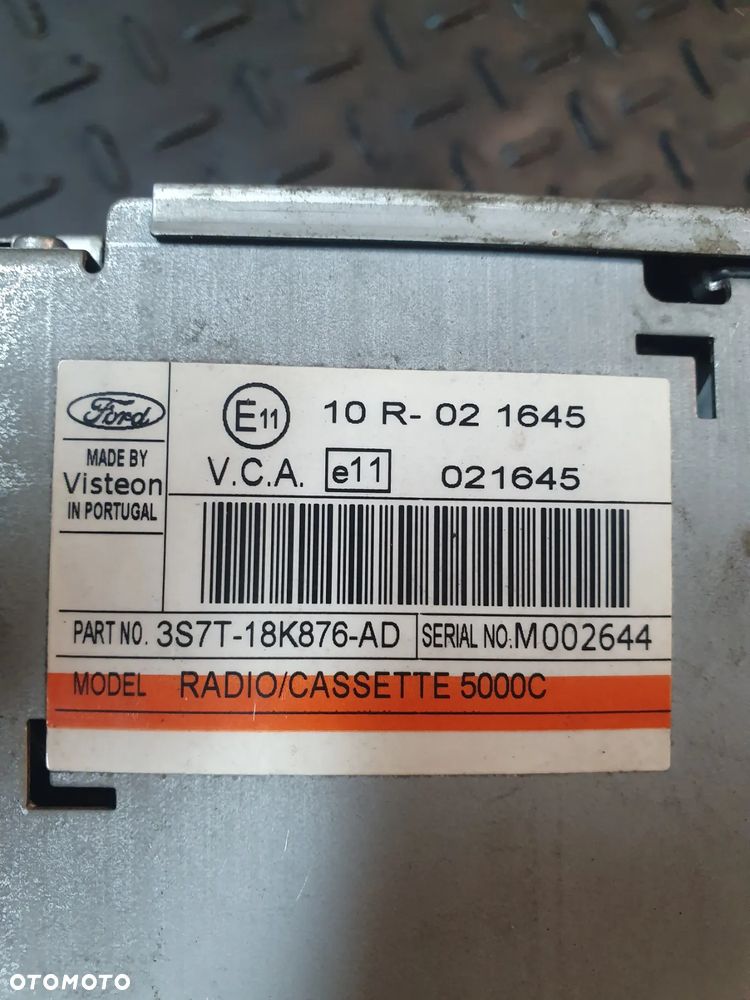 Ford
MADE BY
Visteon
IN PORTUGAL
E11 10 R- 02 1645
V.C.A. e11 021645
PART NO. 3S7T-18K876-AD SERIAL NO: M002644
MODEL RADIO/CASSETTE 5000C
OTOMOTO